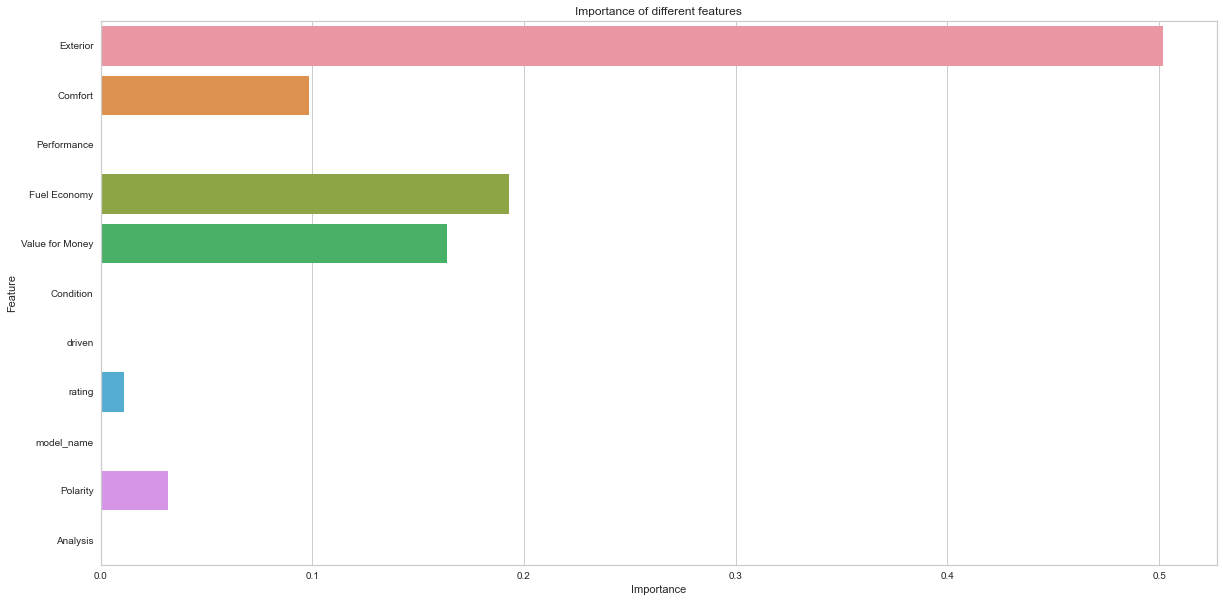 Importance of different features
Exterior
Comfort
Performance
Fuel Economy
Value for Money
Condition
driven
rating
model_name
Polarity
Analysis
Feature
0.0 0.1 0.2 0.3 0.4 0.5
Importance